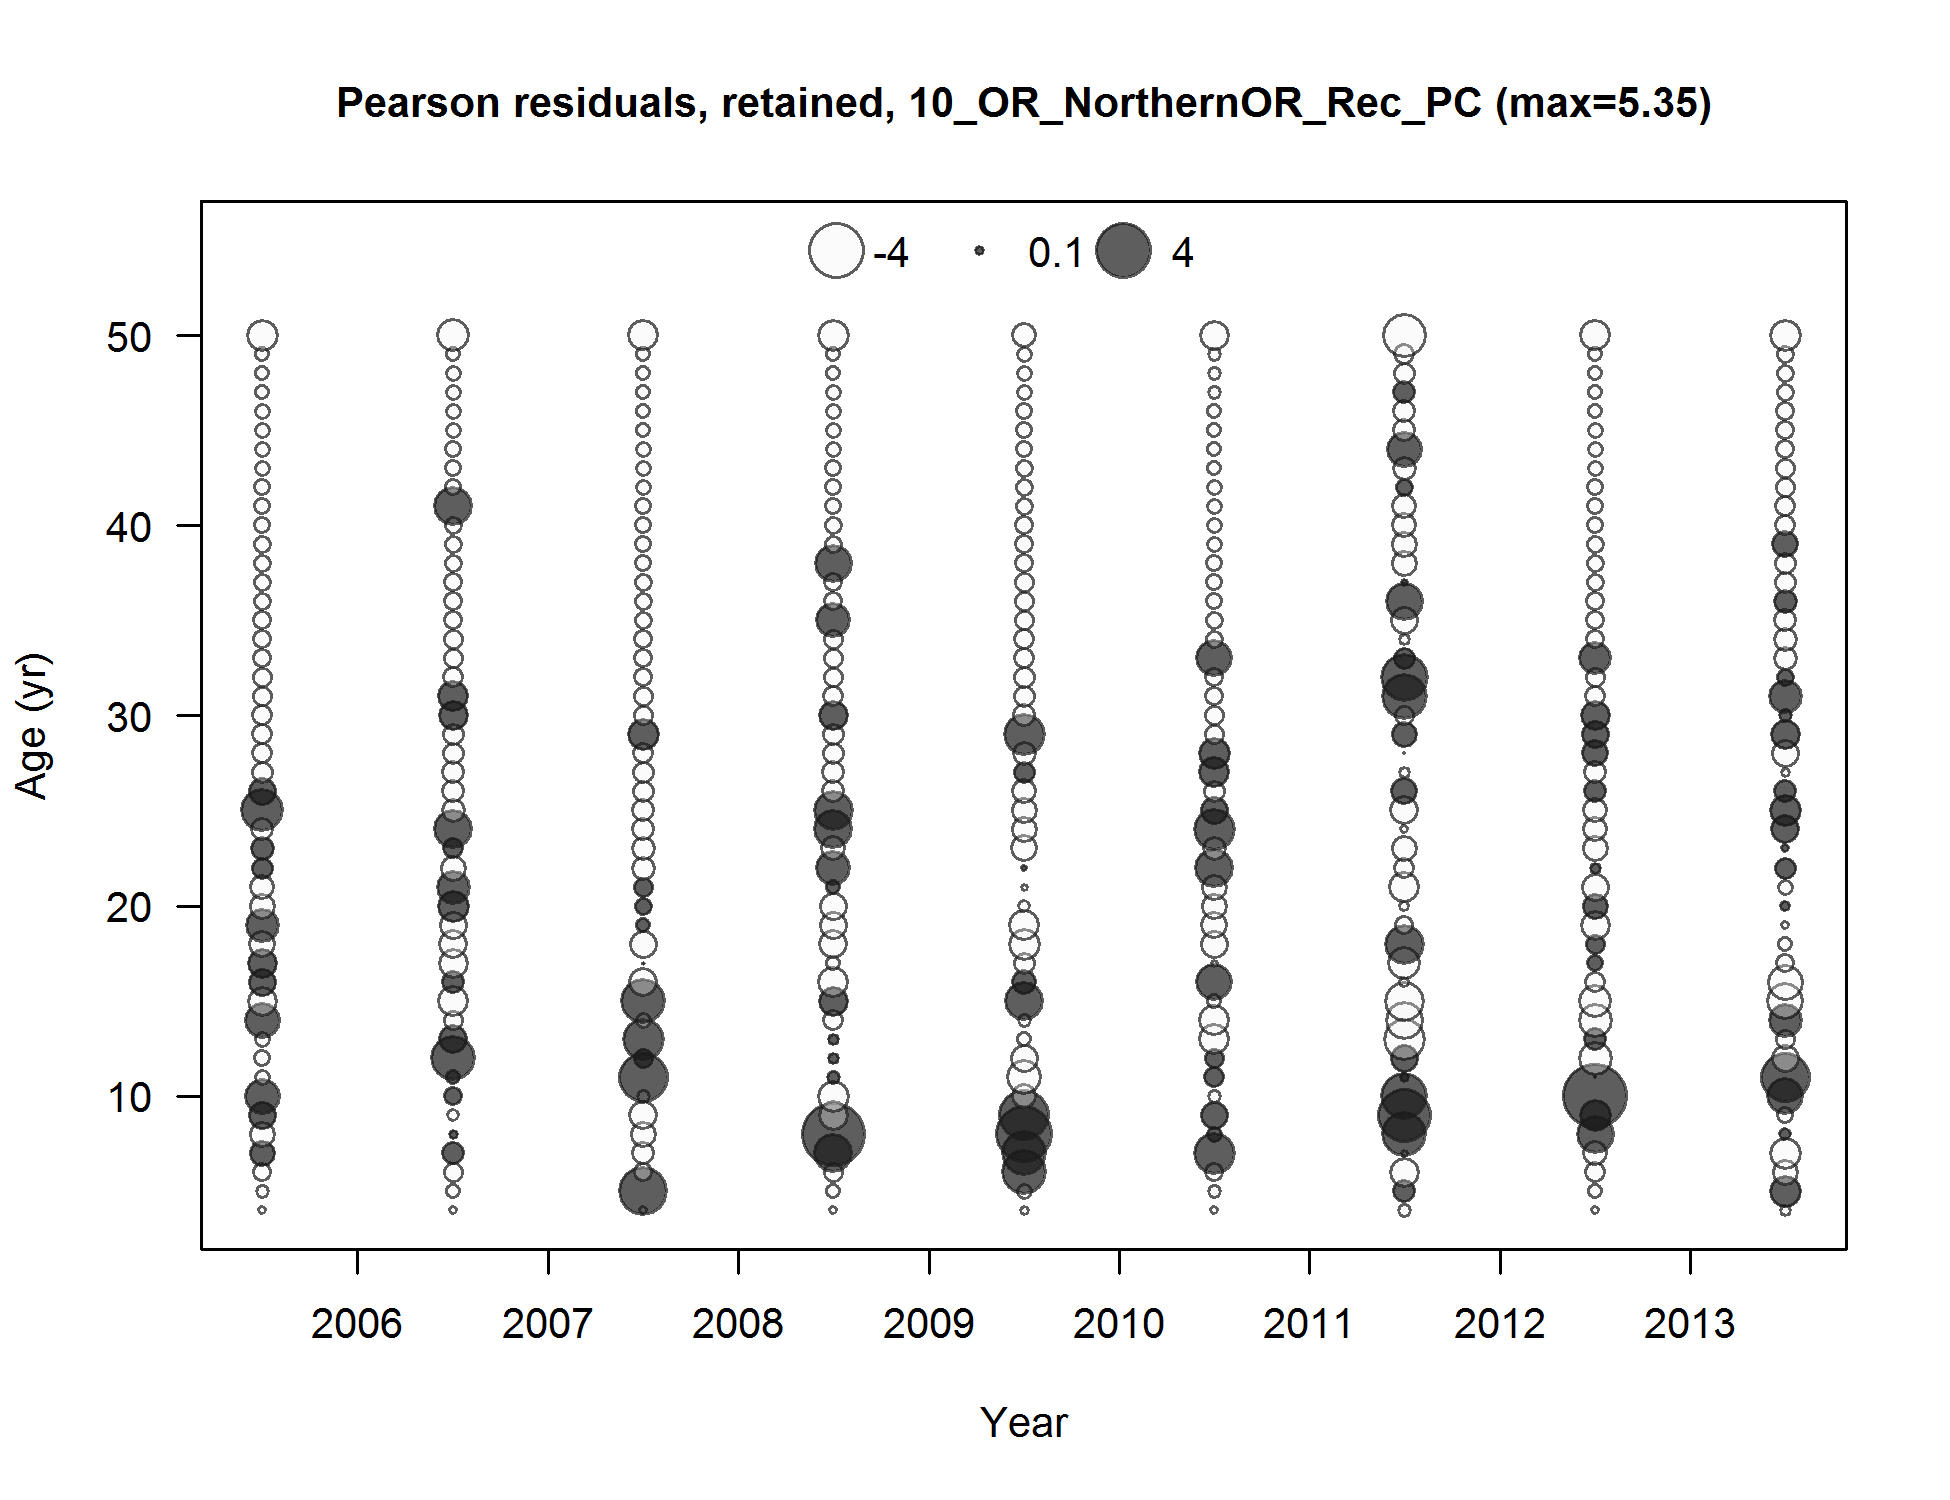 Pearson residuals, retained, 10_OR_NorthernOR_Rec_PC (max=5.35)
-4 0.1 4
50
40
30
20
10
Age (yr)
2006 2007 2008 2009 2010 2011 2012 2013
Year